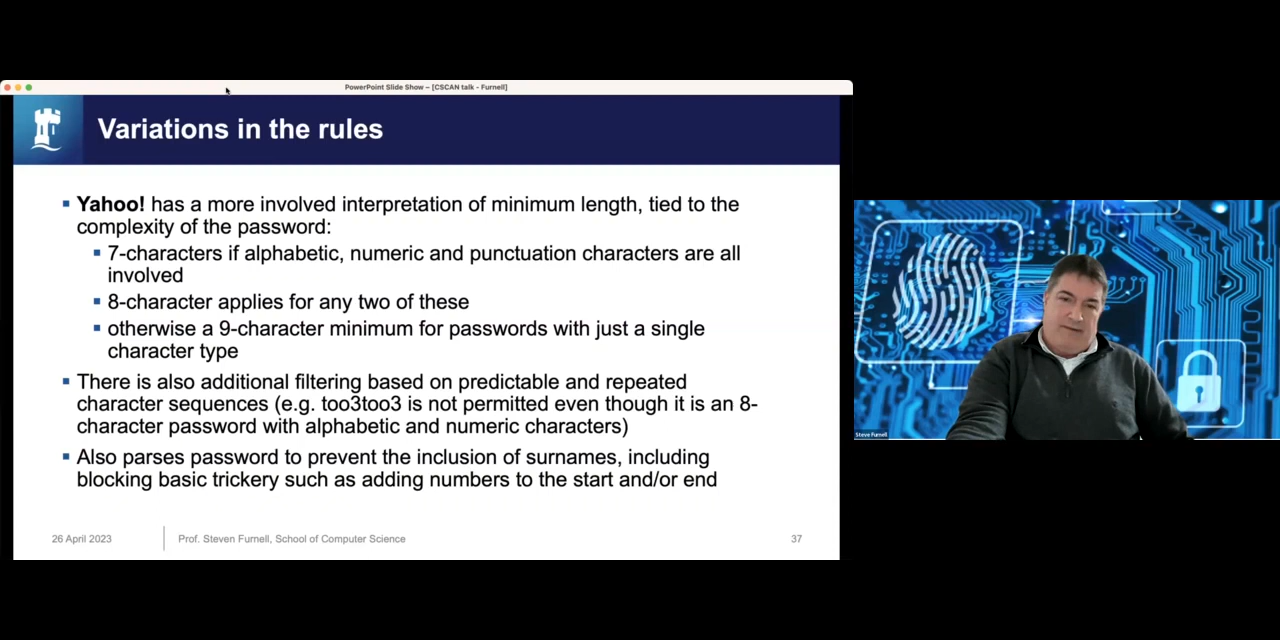 PowerPoint Slide Show – [CSCAN talk - Furnell]
Variations in the rules
Yahoo! has a more involved interpretation of minimum length, tied to the
complexity of the password:
7-characters if alphabetic, numeric and punctuation characters are all
involved
8-character applies for any two of these
otherwise a 9-character minimum for passwords with just a single
character type
There is also additional filtering based on predictable and repeated
character sequences (e.g. too3too3 is not permitted even though it is an 8-
character password with alphabetic and numeric characters)
Also parses password to prevent the inclusion of surnames, including
blocking basic trickery such as adding numbers to the start and/or end
26 April 2023
Prof. Steven Furnell, School of Computer Science
37
Steve Furnell